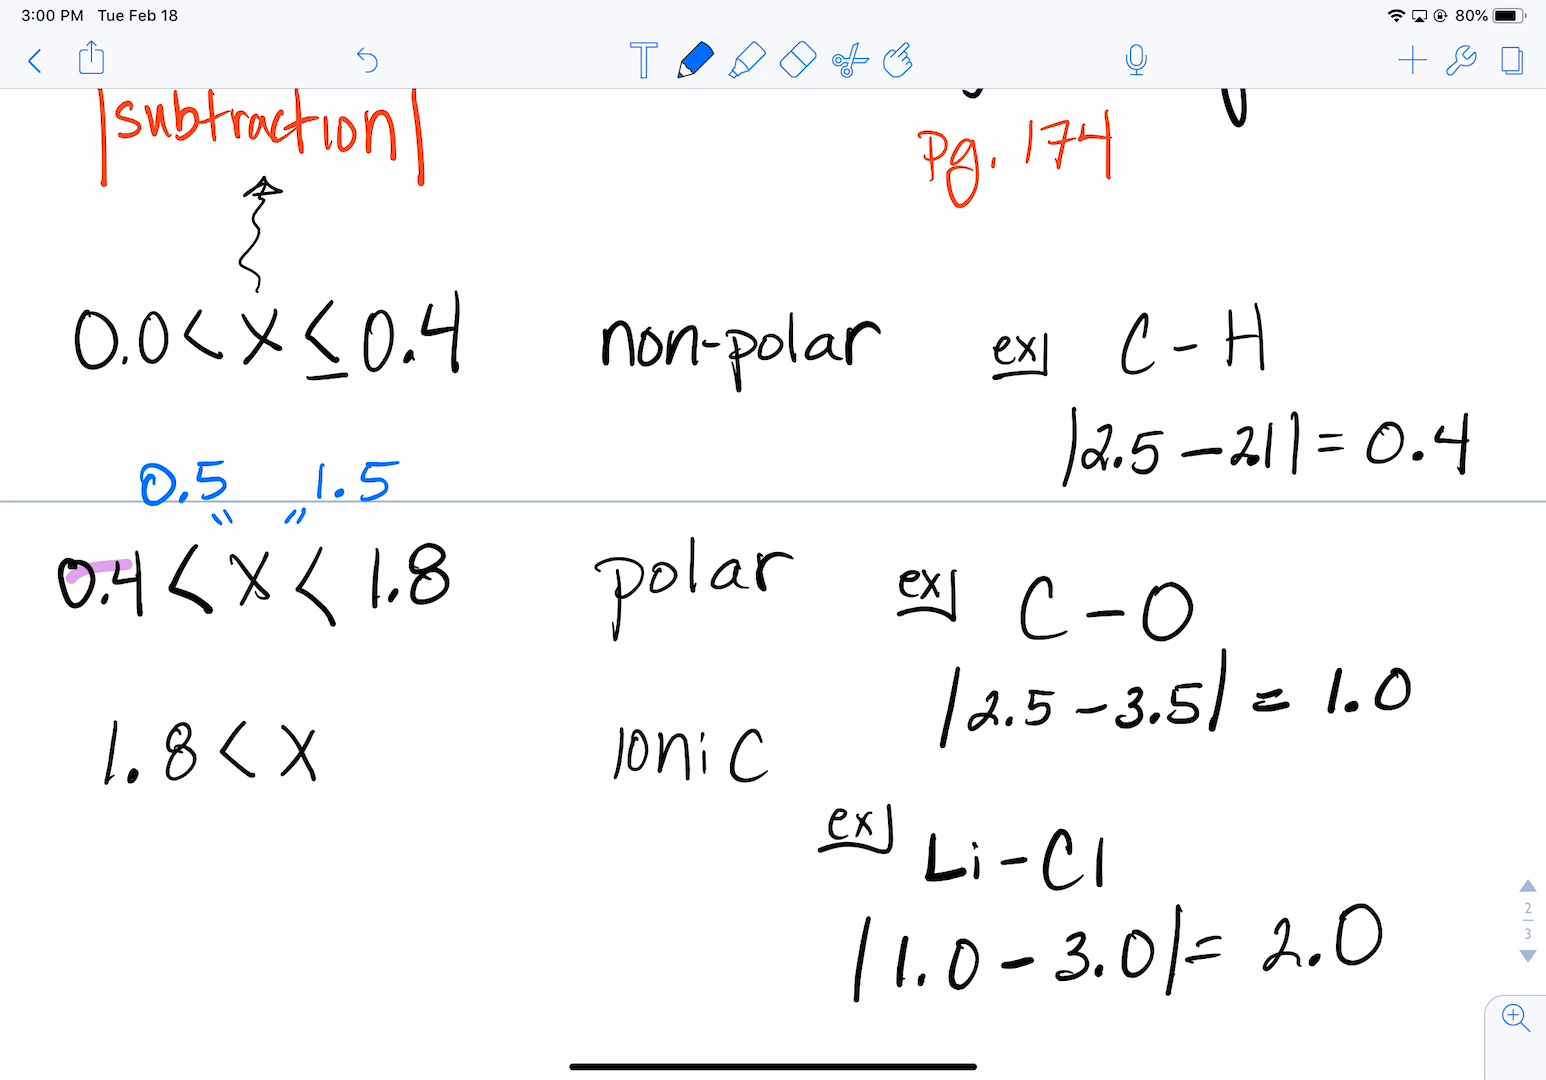 3:00 PM Tue Feb 18
80%
T
|subtraction|
Pg. 174
0.0 < x ≤ 0.4 non-polar ex] C - H
|2.5 - 2.1| = 0.4
0.5 1.5
" "
0.4 < x < 1.8 polar ex] C - O
|2.5 - 3.5| = 1.0
1.8 < x ionic
ex] Li - Cl
|1.0 - 3.0| = 2.0
2
3